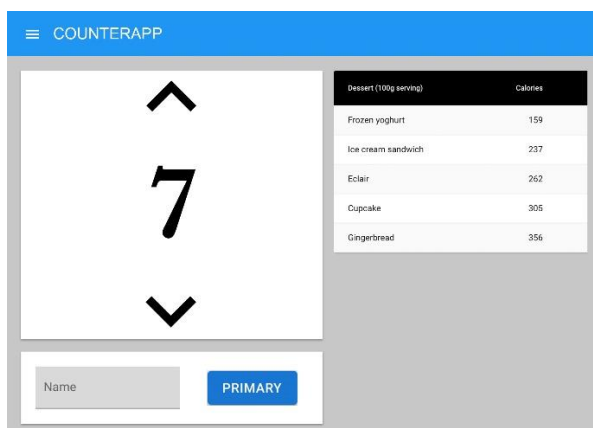 COUNTERAPP
7
Name
PRIMARY
Dessert (100g serving) Calories
Frozen yoghurt 159
Ice cream sandwich 237
Eclair 262
Cupcake 305
Gingerbread 356